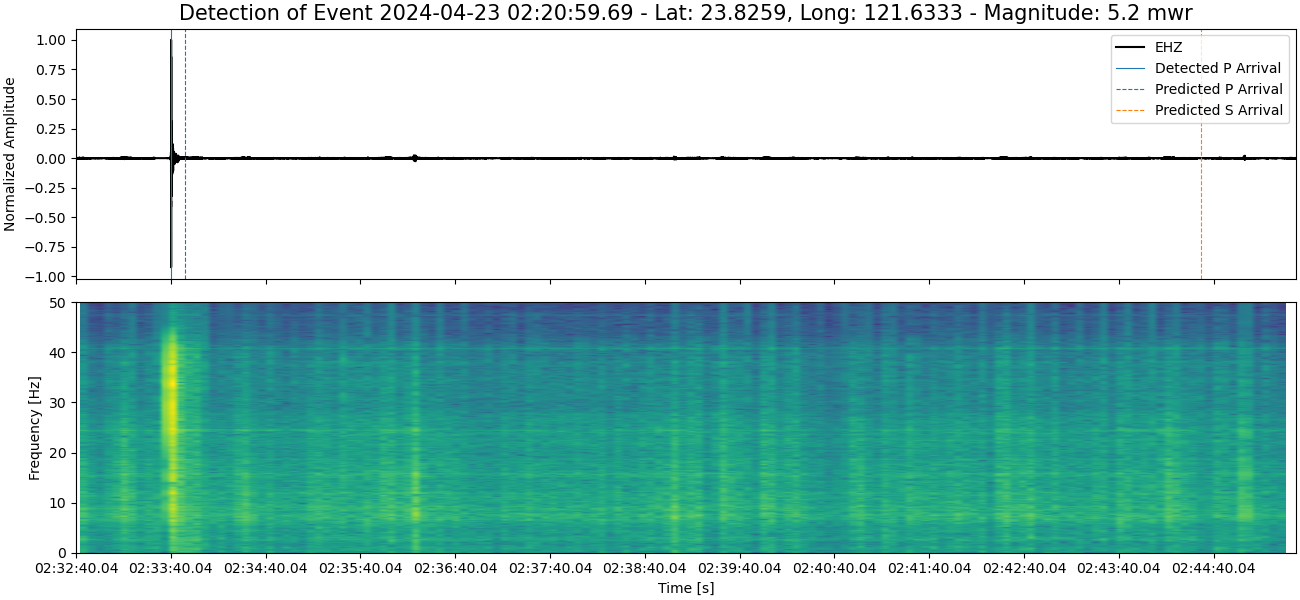 Detection of Event 2024-04-23 02:20:59.69 - Lat: 23.8259, Long: 121.6333 - Magnitude: 5.2 mwr
Normalized Amplitude
1.00
0.75
0.50
0.25
0.00
−0.25
−0.50
−0.75
−1.00
EHZ
Detected P Arrival
Predicted P Arrival
Predicted S Arrival
Frequency [Hz]
50
40
30
20
10
0
02:32:40.04 02:33:40.04 02:34:40.04 02:35:40.04 02:36:40.04 02:37:40.04 02:38:40.04 02:39:40.04 02:40:40.04 02:41:40.04 02:42:40.04 02:43:40.04 02:44:40.04
Time [s]